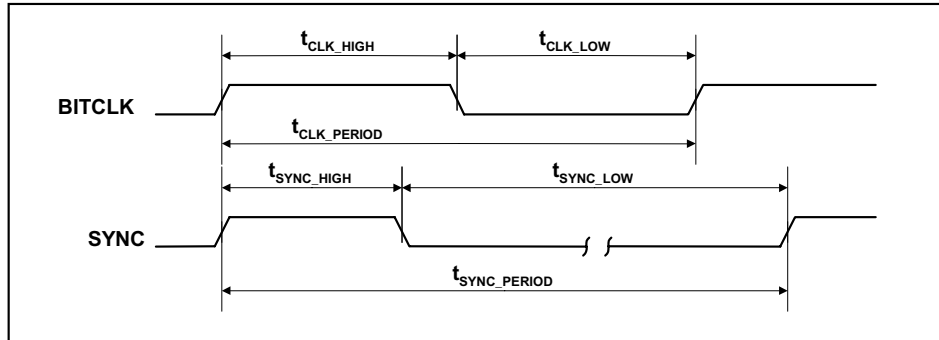 tCLK_HIGH tCLK_LOW
BITCLK
tCLK_PERIOD
tSYNC_HIGH tSYNC_LOW
SYNC
tSYNC_PERIOD